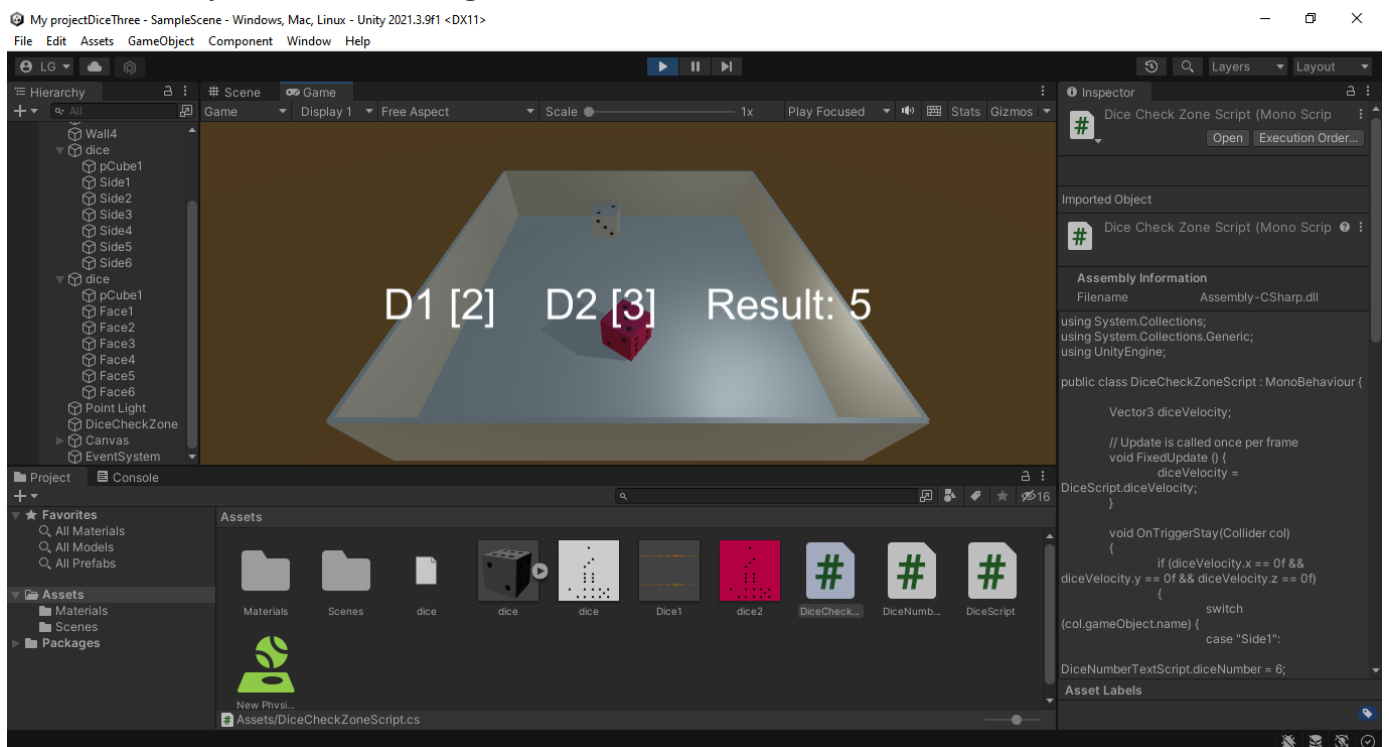 My projectDiceThree - SampleScene - Windows, Mac, Linux - Unity 2021.3.9f1 <DX11>
File Edit Assets GameObject Component Window Help
LG
Layers Layout
Hierarchy
All
Wall4
dice
pCube1
Side1
Side2
Side3
Side4
Side5
Side6
dice
pCube1
Face1
Face2
Face3
Face4
Face5
Face6
Point Light
DiceCheckZone
Canvas
EventSystem
Scene Game
Game Display 1 Free Aspect Scale 1x Play Focused Stats Gizmos
D1 [2] D2 [3] Result: 5
Inspector
Dice Check Zone Script (Mono Scrip
Open Execution Order...
Imported Object
Dice Check Zone Script (Mono Scrip
Assembly Information
Filename Assembly-CSharp.dll
using System.Collections;
using System.Collections.Generic;
using UnityEngine;
public class DiceCheckZoneScript : MonoBehaviour {
Vector3 diceVelocity;
// Update is called once per frame
void FixedUpdate () {
diceVelocity =
DiceScript.diceVelocity;
}
void OnTriggerStay(Collider col)
{
if (diceVelocity.x == 0f &&
diceVelocity.y == 0f && diceVelocity.z == 0f)
{
switch
(col.gameObject.name) {
case "Side1":
DiceNumberTextScript.diceNumber = 6;
Asset Labels
Project Console
16
Favorites
All Materials
All Models
All Prefabs
Assets
Materials
Scenes
Packages
Assets
Materials Scenes dice dice dice Dice1 dice2 DiceCheck... DiceNumb... DiceScript
New Physi...
Assets/DiceCheckZoneScript.cs